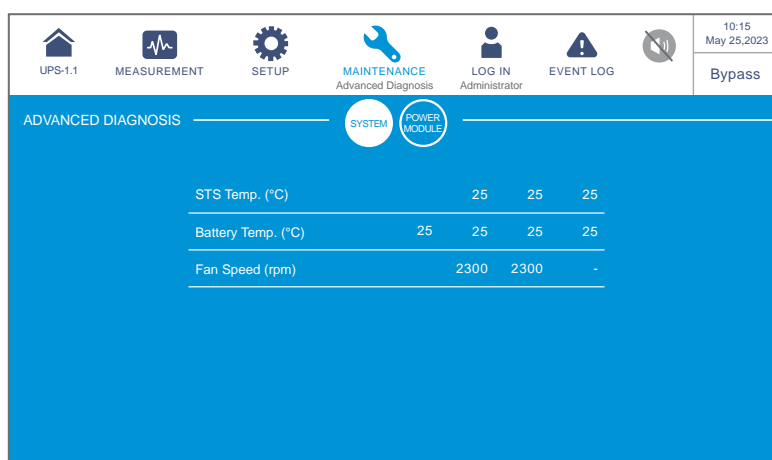 UPS-1.1
MEASUREMENT
SETUP
MAINTENANCE
Advanced Diagnosis
LOG IN
Administrator
EVENT LOG
10:15
May 25,2023
Bypass
ADVANCED DIAGNOSIS
SYSTEM
POWER
MODULE
STS Temp. (°C) 25 25 25
Battery Temp. (°C) 25 25 25 25
Fan Speed (rpm) 2300 2300 -